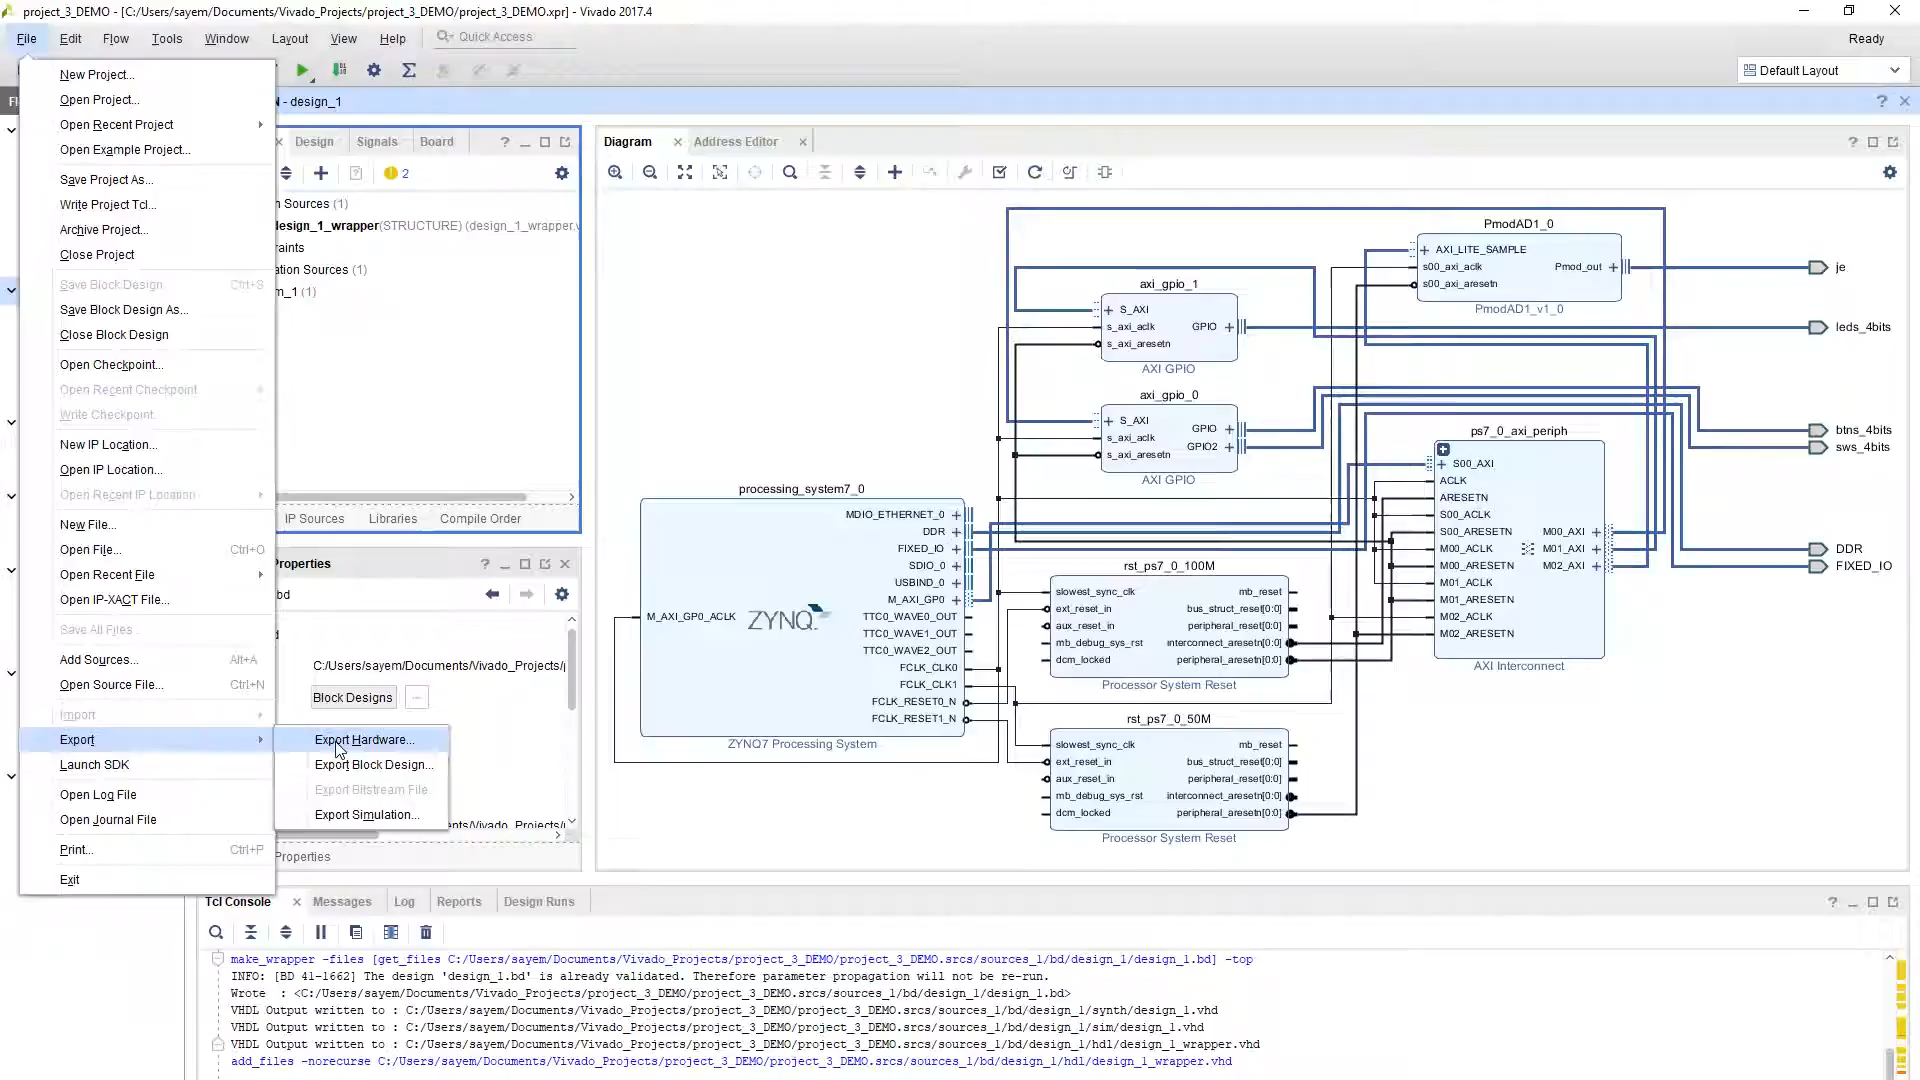 project_3_DEMO - [C:/Users/sayem/Documents/Vivado_Projects/project_3_DEMO/project_3_DEMO.xpr] - Vivado 2017.4
File Edit Flow Tools Window Layout View Help Quick Access Ready
Default Layout
- design_1
New Project...
Open Project...
Open Recent Project
Open Example Project...
Save Project As...
Write Project Tcl...
Archive Project...
Close Project
Save Block Design Ctrl+S
Save Block Design As...
Close Block Design
Open Checkpoint...
Open Recent Checkpoint
Write Checkpoint...
New IP Location...
Open IP Location...
Open Recent IP Location
New File...
Open File... Ctrl+O
Open Recent File
Open IP-XACT File...
Save All Files
Add Sources... Alt+A
Open Source File... Ctrl+N
Import
Export
Launch SDK
Open Log File
Open Journal File
Print... Ctrl+P
Exit
Export Hardware...
Export Block Design...
Export Bitstream File...
Export Simulation...
Design Signals Board
2
Sources (1)
design_1_wrapper(STRUCTURE) (design_1_wrapper.v
raints
ation Sources (1)
m_1 (1)
IP Sources Libraries Compile Order
Properties
bd
C:/Users/sayem/Documents/Vivado_Projects/
Block Designs
...
Properties
Diagram Address Editor
PmodAD1_0
AXI_LITE_SAMPLE
s00_axi_aclk Pmod_out
s00_axi_aresetn
PmodAD1_v1_0
je
axi_gpio_1
S_AXI
s_axi_aclk GPIO
s_axi_aresetn
AXI GPIO
leds_4bits
axi_gpio_0
S_AXI
GPIO
s_axi_aclk
GPIO2
s_axi_aresetn
AXI GPIO
btns_4bits
sws_4bits
ps7_0_axi_periph
S00_AXI
ACLK
ARESETN
S00_ACLK
S00_ARESETN M00_AXI
M00_ACLK M01_AXI
M00_ARESETN M02_AXI
M01_ACLK
M01_ARESETN
M02_ACLK
M02_ARESETN
AXI Interconnect
DDR
FIXED_IO
processing_system7_0
MDIO_ETHERNET_0
DDR
FIXED_IO
SDIO_0
USBIND_0
M_AXI_GP0
M_AXI_GP0_ACLK ZYNQ TTC0_WAVE0_OUT
TTC0_WAVE1_OUT
TTC0_WAVE2_OUT
FCLK_CLK0
FCLK_CLK1
FCLK_RESET0_N
FCLK_RESET1_N
ZYNQ7 Processing System
rst_ps7_0_100M
slowest_sync_clk mb_reset
ext_reset_in bus_struct_reset[0:0]
aux_reset_in peripheral_reset[0:0]
mb_debug_sys_rst interconnect_aresetn[0:0]
dcm_locked peripheral_aresetn[0:0]
Processor System Reset
rst_ps7_0_50M
slowest_sync_clk mb_reset
ext_reset_in bus_struct_reset[0:0]
aux_reset_in peripheral_reset[0:0]
mb_debug_sys_rst interconnect_aresetn[0:0]
dcm_locked peripheral_aresetn[0:0]
Processor System Reset
Tcl Console Messages Log Reports Design Runs
make_wrapper -files [get_files C:/Users/sayem/Documents/Vivado_Projects/project_3_DEMO/project_3_DEMO.srcs/sources_1/bd/design_1/design_1.bd] -top
INFO: [BD 41-1662] The design 'design_1.bd' is already validated. Therefore parameter propagation will not be re-run.
Wrote : <C:/Users/sayem/Documents/Vivado_Projects/project_3_DEMO/project_3_DEMO.srcs/sources_1/bd/design_1/design_1.bd>
VHDL Output written to : C:/Users/sayem/Documents/Vivado_Projects/project_3_DEMO/project_3_DEMO.srcs/sources_1/bd/design_1/synth/design_1.vhd
VHDL Output written to : C:/Users/sayem/Documents/Vivado_Projects/project_3_DEMO/project_3_DEMO.srcs/sources_1/bd/design_1/sim/design_1.vhd
VHDL Output written to : C:/Users/sayem/Documents/Vivado_Projects/project_3_DEMO/project_3_DEMO.srcs/sources_1/bd/design_1/hdl/design_1_wrapper.vhd
add_files -norecurse C:/Users/sayem/Documents/Vivado_Projects/project_3_DEMO/project_3_DEMO.srcs/sources_1/bd/design_1/hdl/design_1_wrapper.vhd